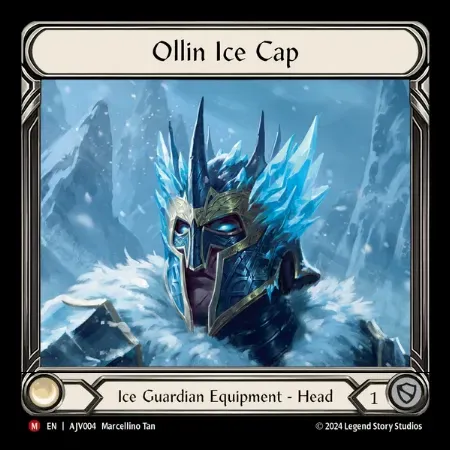 Ollin Ice Cap
Ice Guardian Equipment - Head
1
M EN | AJV004 Marcellino Tan
© 2024 Legend Story Studios